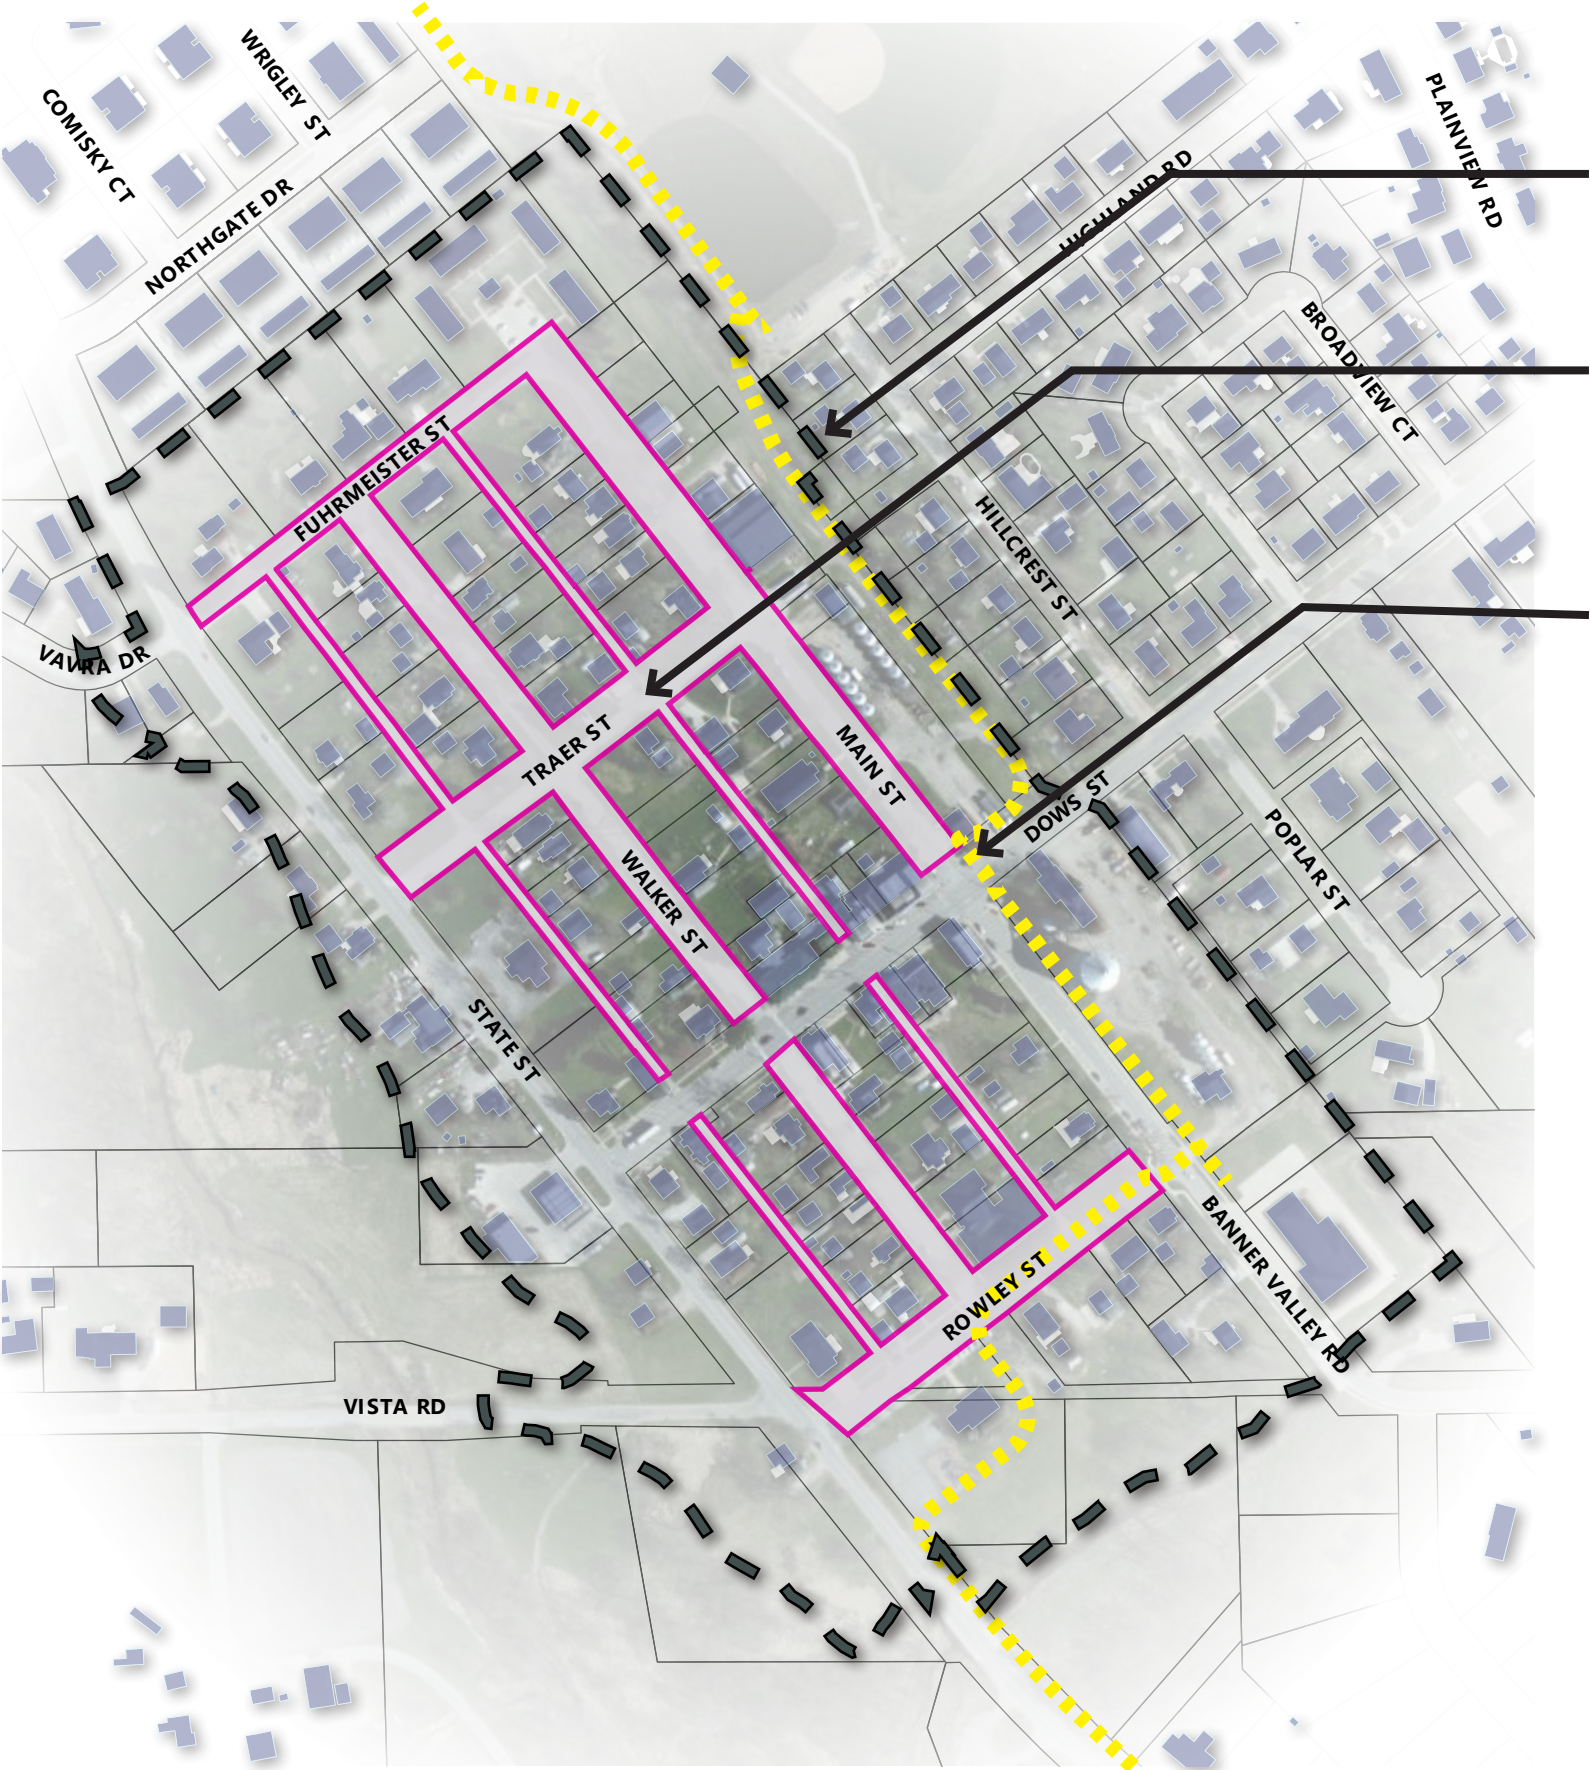 WRIGLEY ST
COMISKY CT
PLAINVIEW RD
HIGHLAND RD
NORTHGATE DR
BROADVIEW CT
FUHRMEISTER ST
HILLCREST ST
VAVRA DR
TRAER ST
MAIN ST
DOWS ST
POPLAR ST
WALKER ST
STATE ST
BANNER VALLEY RD
ROWLEY ST
VISTA RD